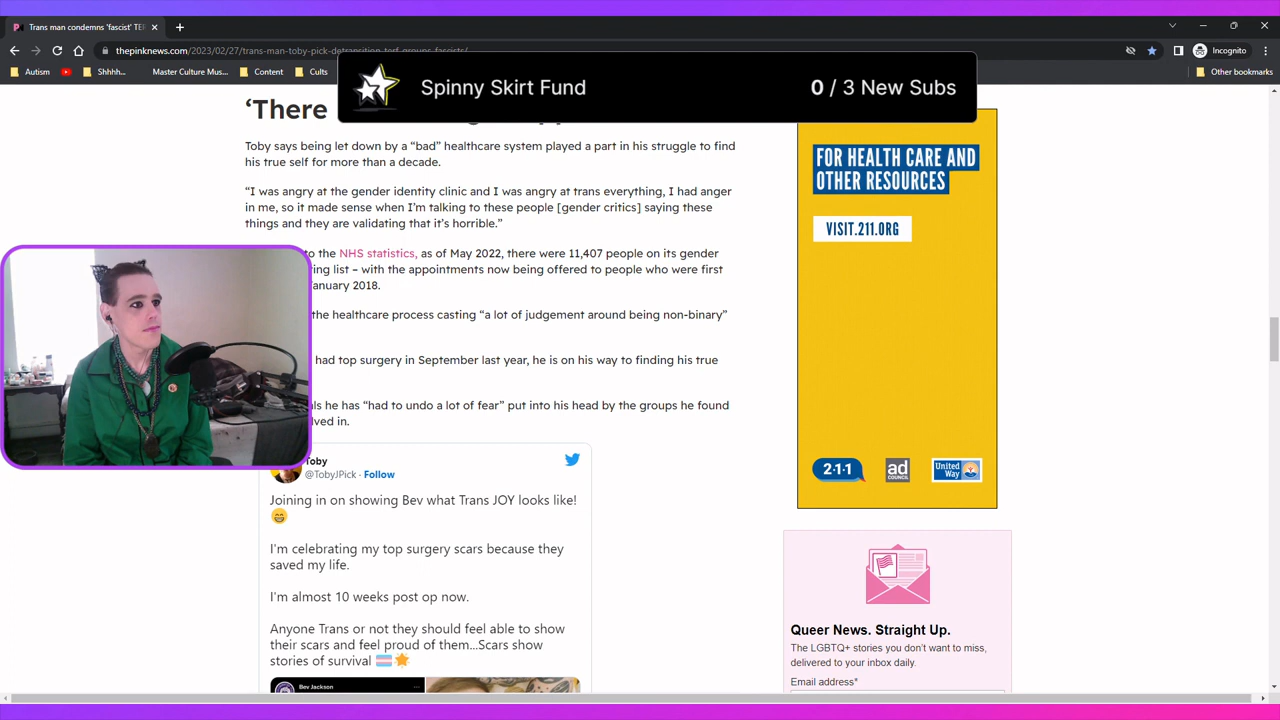 Trans man condemns 'fascist' TE
Incognito
thepinknews.com/2023/02/27/trans-man-toby-pick-detransition-terf-groups-fascists/
Autism
Shhhh...
Master Culture Mus...
Content
Cults
Other bookmarks
Spinny Skirt Fund
0 / 3 New Subs
‘There
Toby says being let down by a “bad” healthcare system played a part in his struggle to find
his true self for more than a decade.
“I was angry at the gender identity clinic and I was angry at trans everything, I had anger
in me, so it made sense when I’m talking to these people [gender critics] saying these
things and they are validating that it’s horrible.”
to the NHS statistics, as of May 2022, there were 11,407 people on its gender
ing list – with the appointments now being offered to people who were first
anuary 2018.
the healthcare process casting “a lot of judgement around being non-binary”
had top surgery in September last year, he is on his way to finding his true
ls he has “had to undo a lot of fear” put into his head by the groups he found
lved in.
Toby
@TobyJPick · Follow
Joining in on showing Bev what Trans JOY looks like!
I'm celebrating my top surgery scars because they
saved my life.
I'm almost 10 weeks post op now.
Anyone Trans or not they should feel able to show
their scars and feel proud of them...Scars show
stories of survival
Bev Jackson
FOR HEALTH CARE AND
OTHER RESOURCES
VISIT.211.ORG
2·1·1
ad
COUNCIL
United
Way
Queer News. Straight Up.
The LGBTQ+ stories you don’t want to miss,
delivered to your inbox daily.
Email address*